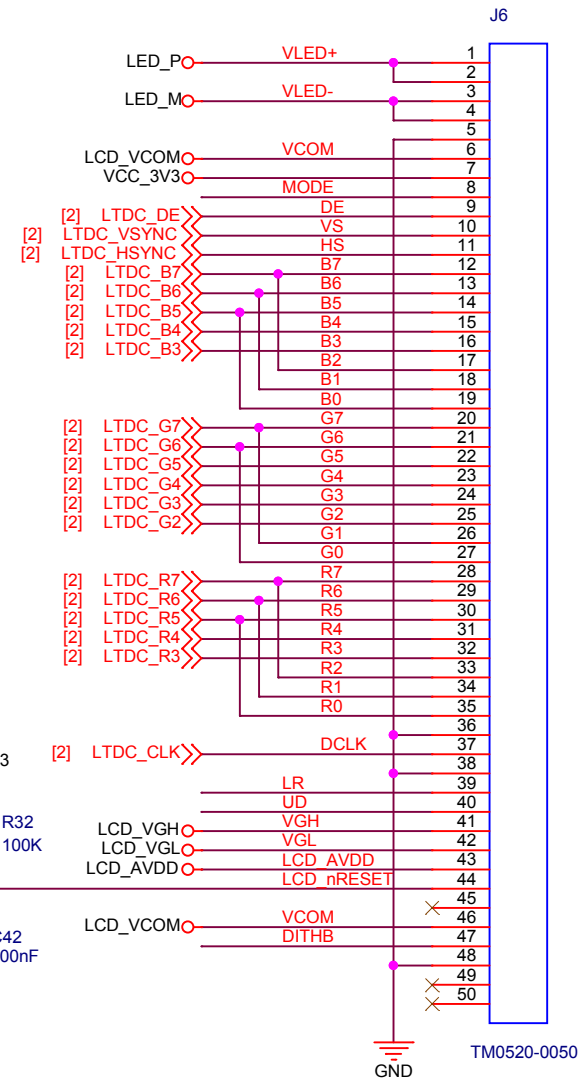 J6
LED_P VLED+ 1
2
LED_M VLED- 3
4
5
LCD_VCOM VCOM 6
VCC_3V3 7
MODE 8
[2] LTDC_DE DE 9
[2] LTDC_VSYNC VS 10
[2] LTDC_HSYNC HS 11
[2] LTDC_B7 B7 12
[2] LTDC_B6 B6 13
[2] LTDC_B5 B5 14
[2] LTDC_B4 B4 15
[2] LTDC_B3 B3 16
B2 17
B1 18
B0 19
[2] LTDC_G7 G7 20
[2] LTDC_G6 G6 21
[2] LTDC_G5 G5 22
[2] LTDC_G4 G4 23
[2] LTDC_G3 G3 24
[2] LTDC_G2 G2 25
G1 26
G0 27
[2] LTDC_R7 R7 28
[2] LTDC_R6 R6 29
[2] LTDC_R5 R5 30
[2] LTDC_R4 R4 31
[2] LTDC_R3 R3 32
R2 33
R1 34
R0 35
36
3 [2] LTDC_CLK DCLK 37
38
LR 39
UD 40
R32 LCD_VGH VGH 41
100K LCD_VGL VGL 42
LCD_AVDD LCD_AVDD 43
LCD_nRESET 44
45
LCD_VCOM VCOM 46
42 DITHB 47
00nF 48
49
50
TM0520-0050
GND